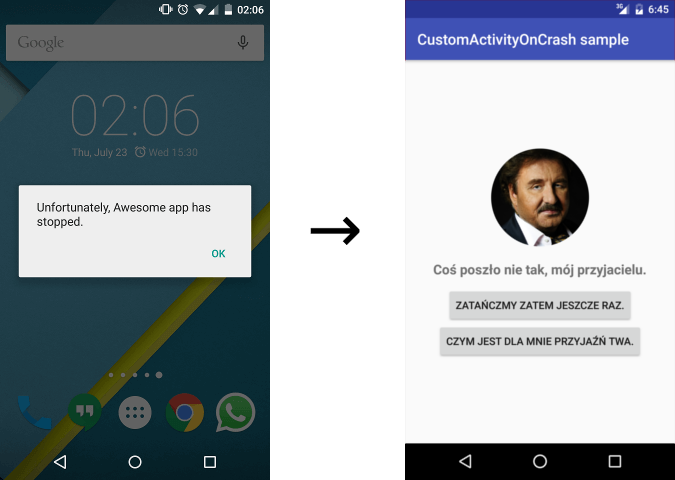 02:06
Google
02:06
Thu, July 23 Wed 15:30
Unfortunately, Awesome app has
stopped.
OK
3G 6:45
CustomActivityOnCrash sample
Coś poszło nie tak, mój przyjacielu.
ZATAŃCZMY ZATEM JESZCZE RAZ.
CZYM JEST DLA MNIE PRZYJAŹŃ TWA.